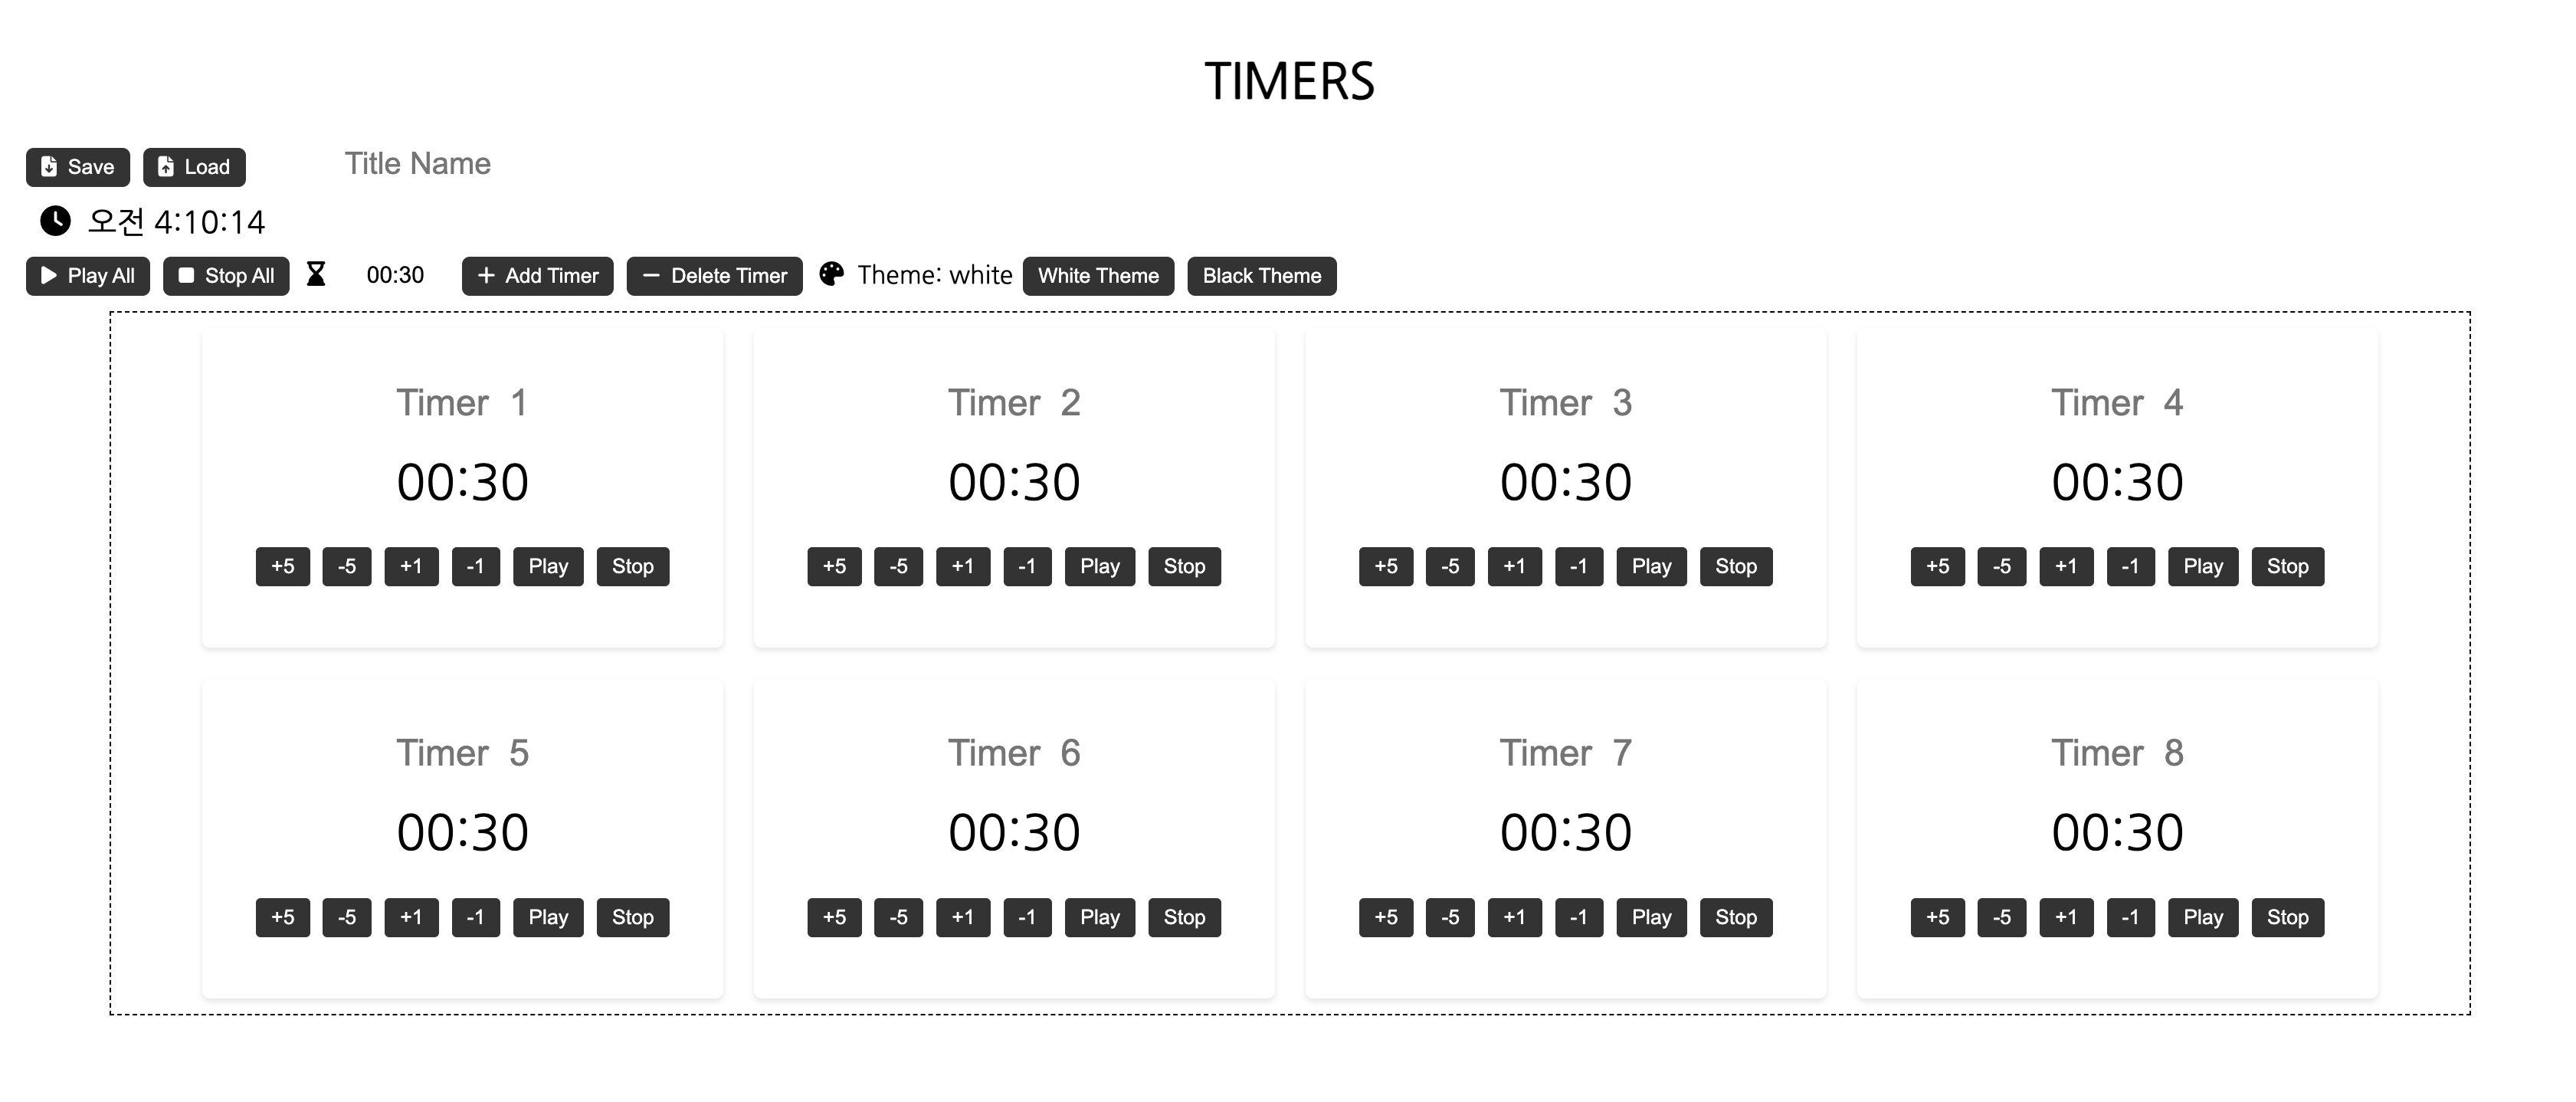 TIMERS
Save Load Title Name
오전 4:10:14
Play All Stop All 00:30 Add Timer Delete Timer Theme: white White Theme Black Theme
Timer 1 Timer 2 Timer 3 Timer 4
00:30 00:30 00:30 00:30
+5 -5 +1 -1 Play Stop +5 -5 +1 -1 Play Stop +5 -5 +1 -1 Play Stop +5 -5 +1 -1 Play Stop
Timer 5 Timer 6 Timer 7 Timer 8
00:30 00:30 00:30 00:30
+5 -5 +1 -1 Play Stop +5 -5 +1 -1 Play Stop +5 -5 +1 -1 Play Stop +5 -5 +1 -1 Play Stop